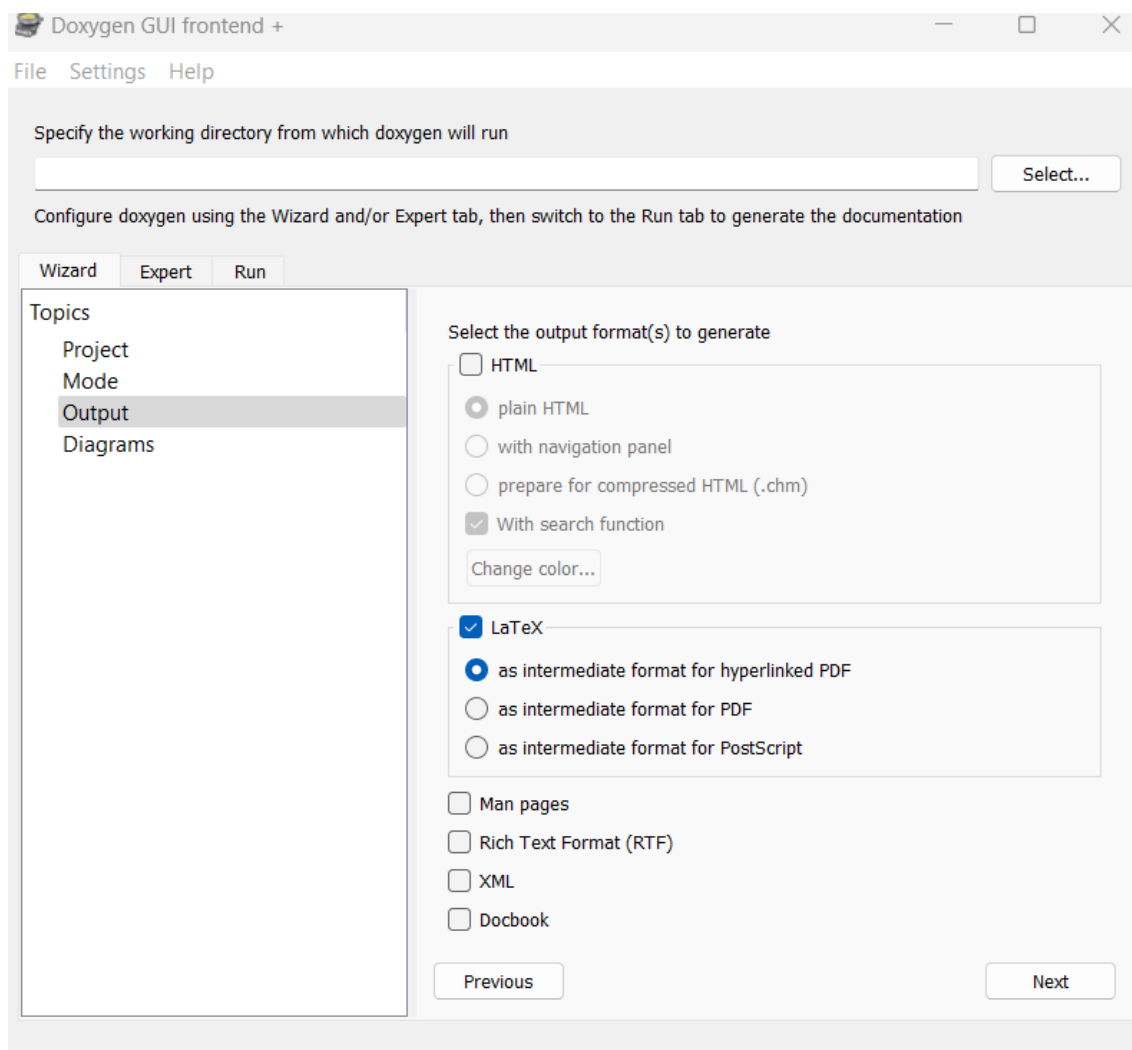 Doxygen GUI frontend +
File Settings Help
Specify the working directory from which doxygen will run
Select...
Configure doxygen using the Wizard and/or Expert tab, then switch to the Run tab to generate the documentation
Wizard Expert Run
Topics
Project
Mode
Output
Diagrams
Select the output format(s) to generate
HTML
plain HTML
with navigation panel
prepare for compressed HTML (.chm)
With search function
Change color...
LaTeX
as intermediate format for hyperlinked PDF
as intermediate format for PDF
as intermediate format for PostScript
Man pages
Rich Text Format (RTF)
XML
Docbook
Previous Next